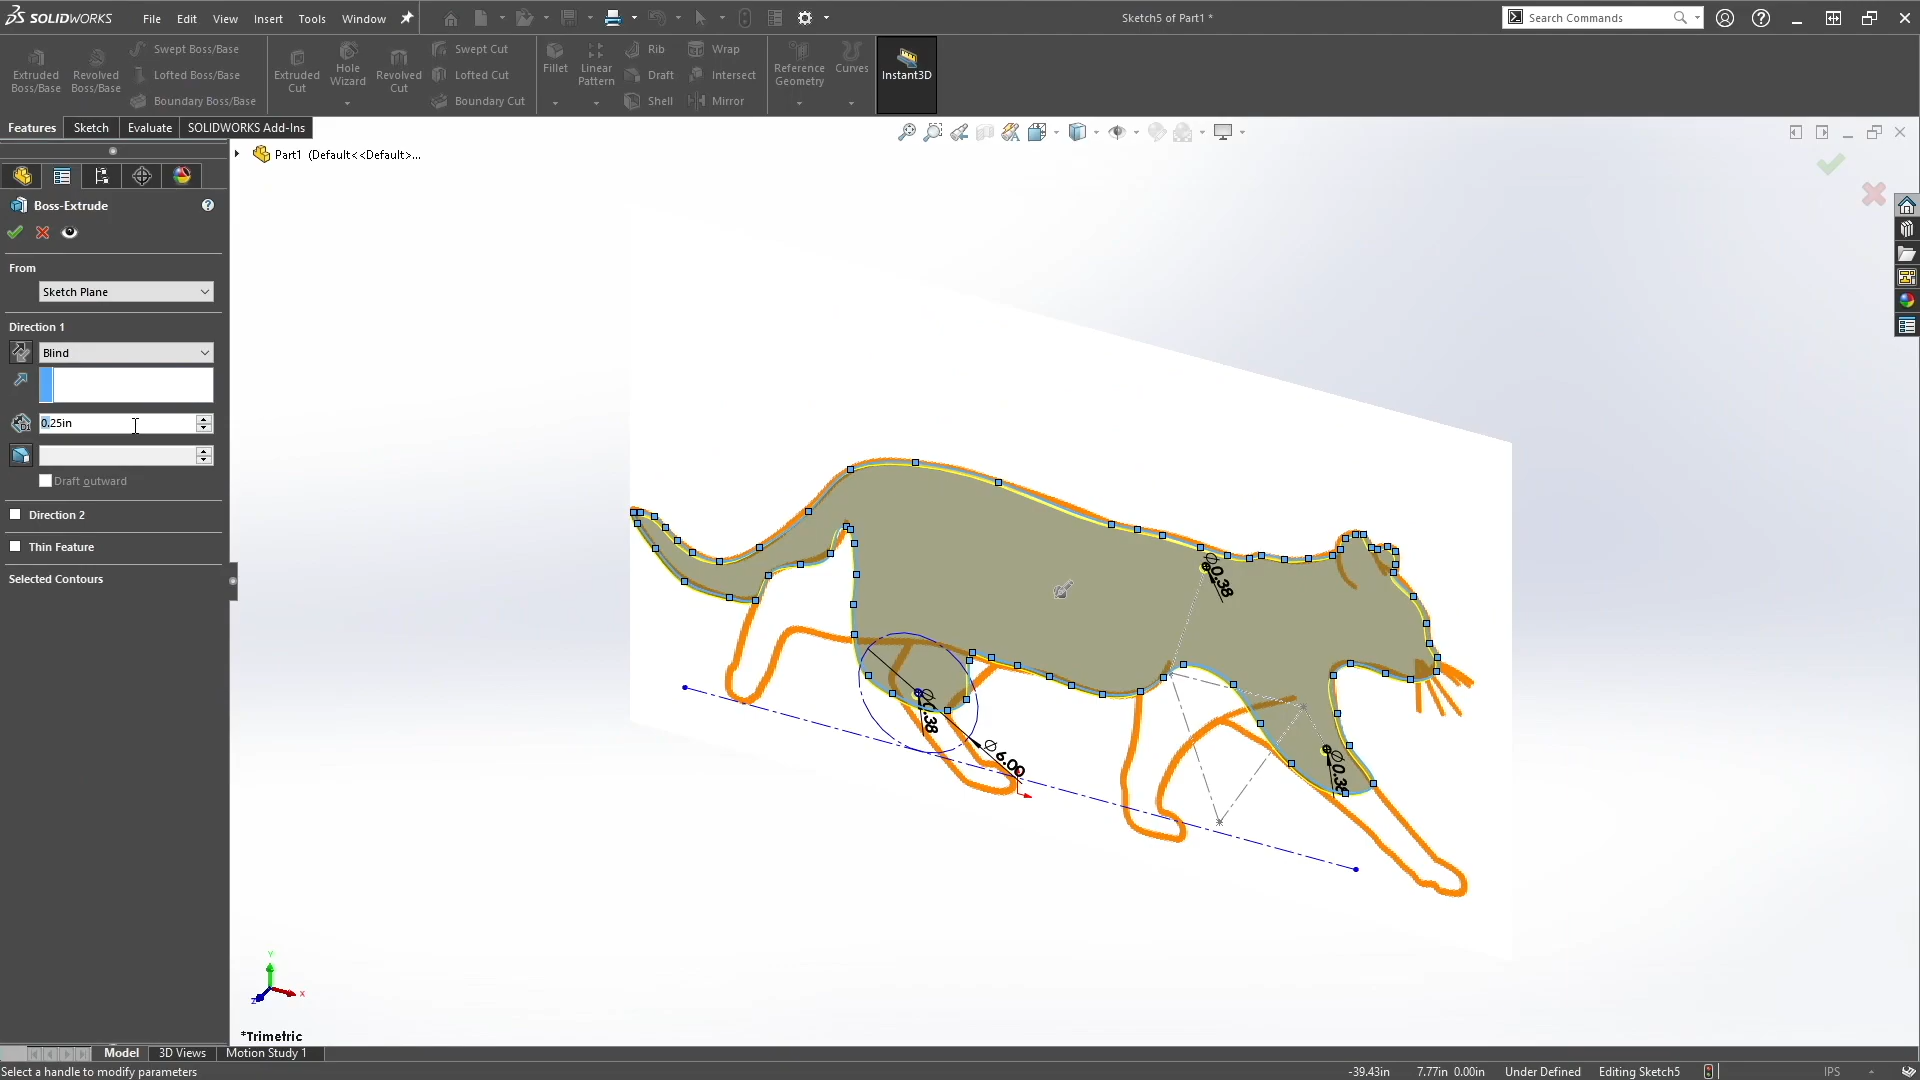 SOLIDWORKS File Edit View Insert Tools Window Sketch5 of Part1 * Search Commands
Extruded Boss/Base
Revolved Boss/Base
Swept Boss/Base
Lofted Boss/Base
Boundary Boss/Base
Extruded Cut
Hole Wizard
Revolved Cut
Swept Cut
Lofted Cut
Boundary Cut
Fillet
Linear Pattern
Rib
Draft
Shell
Wrap
Intersect
Mirror
Reference Geometry
Curves
Instant3D
Features Sketch Evaluate SOLIDWORKS Add-Ins
Part1 (Default<<Default>...
Boss-Extrude
From
Sketch Plane
Direction 1
Blind
0.25in
Draft outward
Direction 2
Thin Feature
Selected Contours
Ø0.38
Ø0.38
Ø 6.00
Ø0.38
Y
X
Z
*Trimetric
Model 3D Views Motion Study 1
Select a handle to modify parameters -39.43in 7.77in 0.00in Under Defined Editing Sketch5 IPS